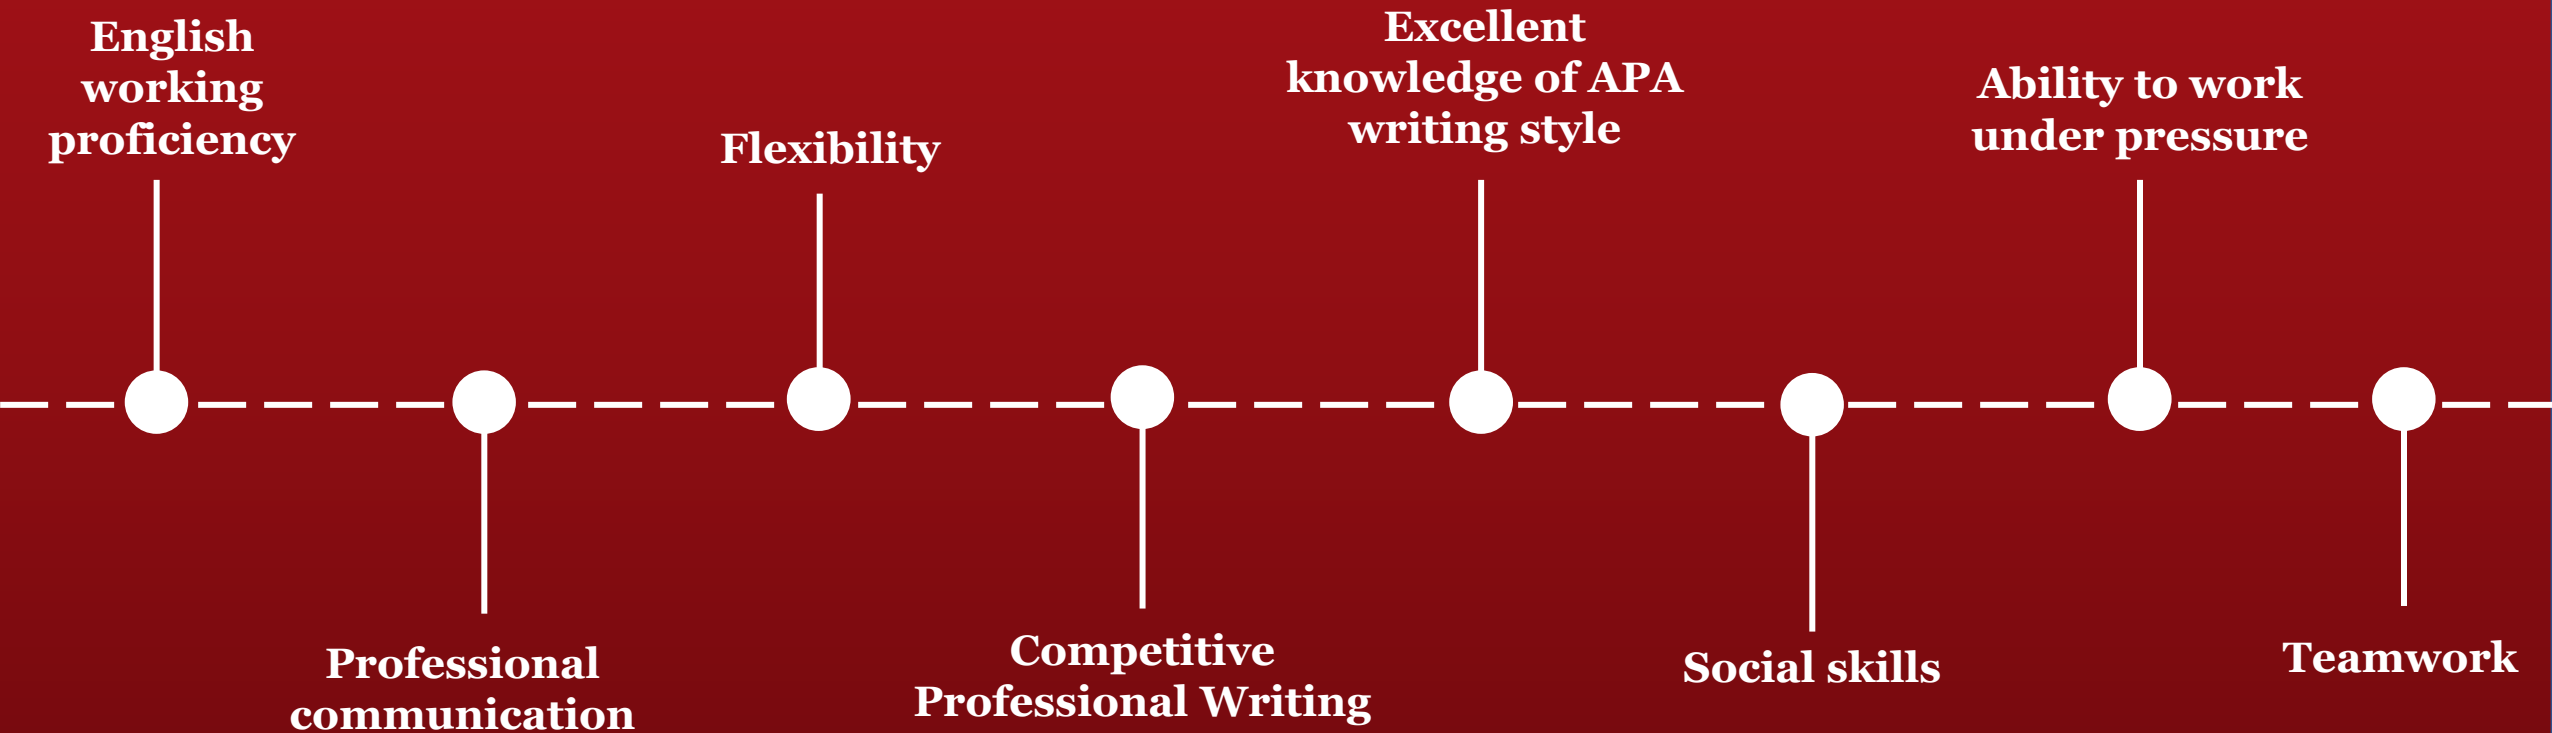 English
working
proficiency
Professional
communication
Flexibility
Competitive
Professional Writing
Excellent
knowledge of APA
writing style
Social skills
Ability to work
under pressure
Teamwork